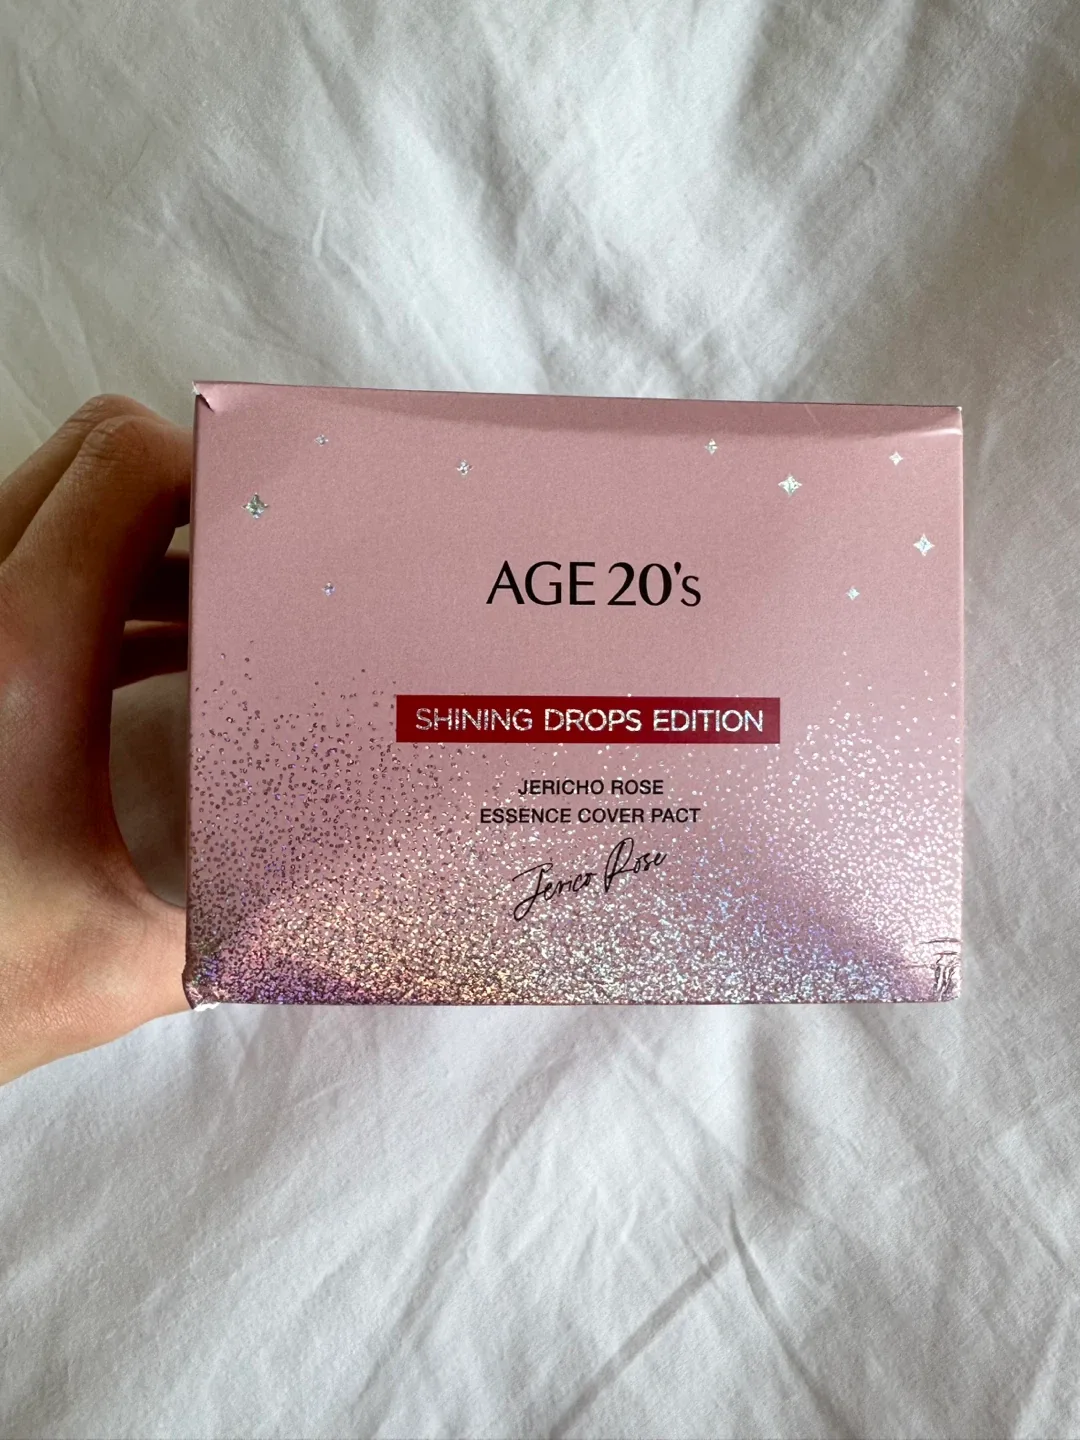 AGE 20's
SHINING DROPS EDITION
JERICHO ROSE
ESSENCE COVER PACT
Jerico Rose